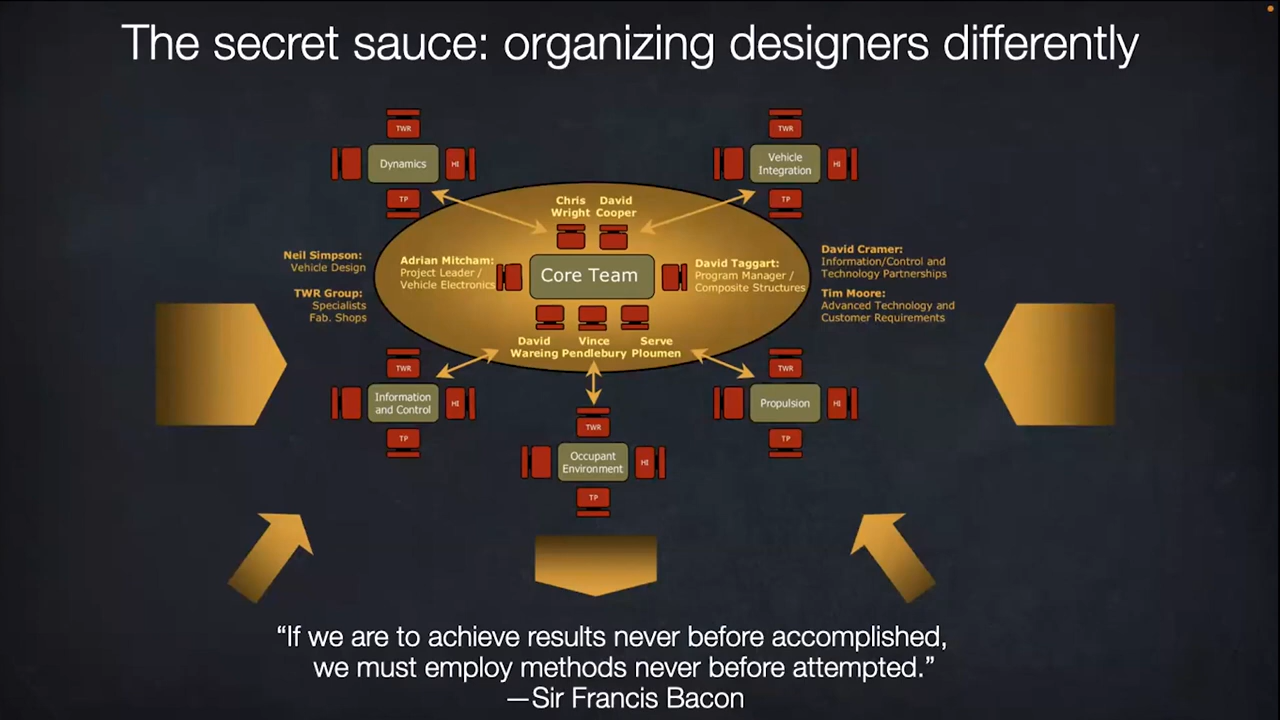 The secret sauce: organizing designers differently
TWR
Dynamics
HI
TP
TWR
Vehicle
Integration
HI
TP
Chris
Wright
David
Cooper
Neil Simpson:
Vehicle Design
TWR Group:
Specialists
Fab. Shops
Adrian Mitcham:
Project Leader /
Vehicle Electronics
Core Team
David Taggart:
Program Manager /
Composite Structures
David Cramer:
Information/Control and
Technology Partnerships
Tim Moore:
Advanced Technology and
Customer Requirements
David
Wareing
Vince
Pendlebury
Serve
Ploumen
TWR
Information
and Control
HI
TP
TWR
Occupant
Environment
HI
TP
TWR
Propulsion
HI
TP
“If we are to achieve results never before accomplished,
we must employ methods never before attempted.”
—Sir Francis Bacon